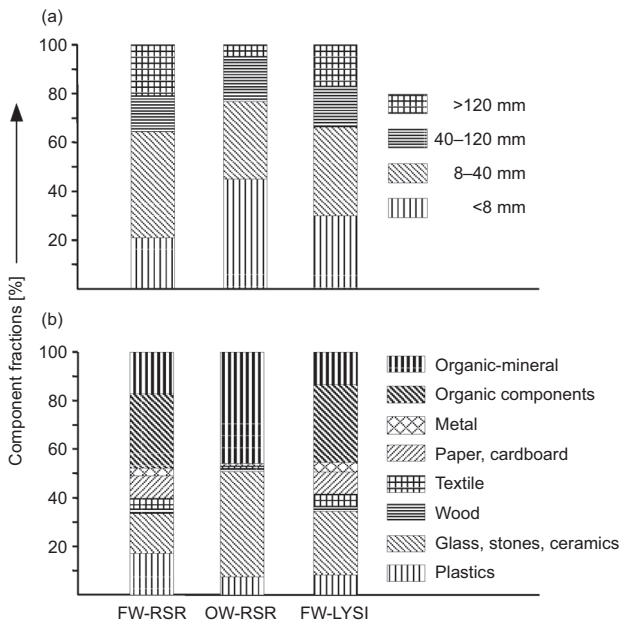 (a)
100
80
60
40
20
>120 mm
40–120 mm
8–40 mm
<8 mm
Component fractions [%]
(b)
100
80
60
40
20
Organic-mineral
Organic components
Metal
Paper, cardboard
Textile
Wood
Glass, stones, ceramics
Plastics
FW-RSR OW-RSR FW-LYSI